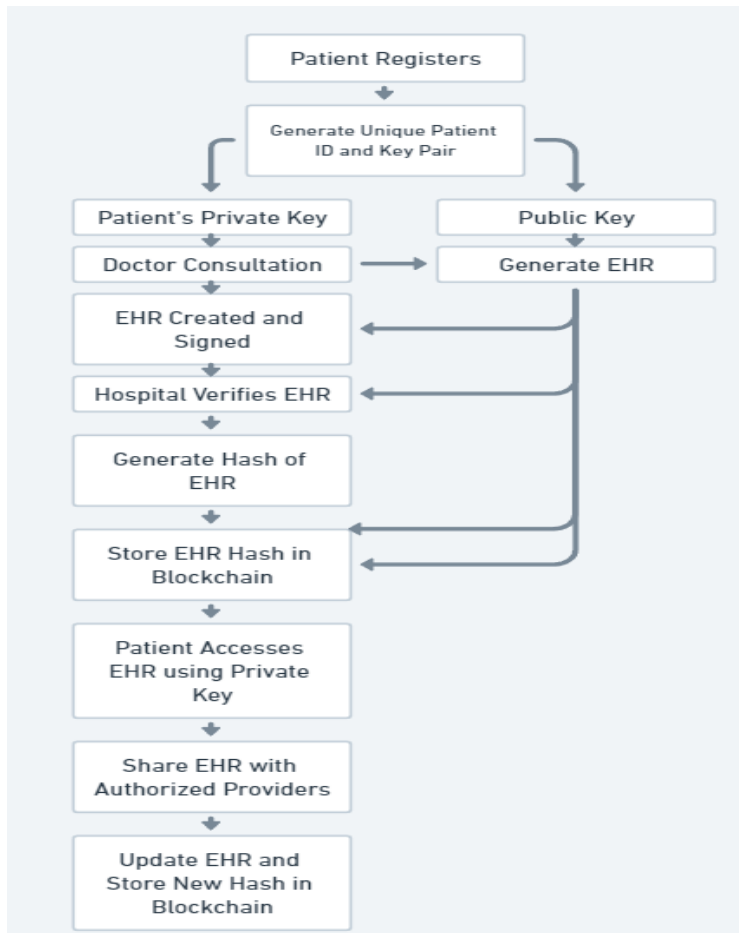 Patient Registers
Generate Unique Patient
ID and Key Pair
Patient's Private Key
Public Key
Doctor Consultation
Generate EHR
EHR Created and
Signed
Hospital Verifies EHR
Generate Hash of
EHR
Store EHR Hash in
Blockchain
Patient Accesses
EHR using Private
Key
Share EHR with
Authorized Providers
Update EHR and
Store New Hash in
Blockchain